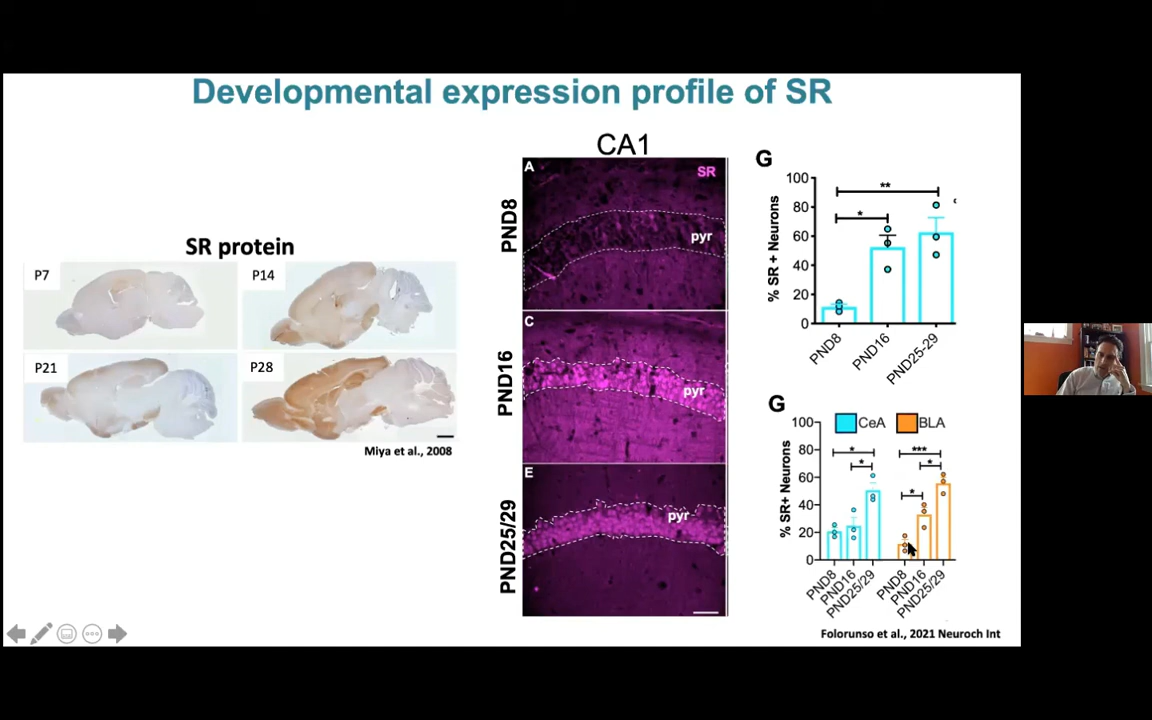 Developmental expression profile of SR
SR protein
P7
P14
P21
P28
Miya et al., 2008
CA1
PND8
A
SR
pyr
PND16
C
pyr
PND25/29
E
pyr
G
% SR + Neurons
100
80
60
40
20
0
**
*
PND8
PND16
PND25-29
G
CeA
BLA
% SR+ Neurons
100
80
60
40
20
0
*
*
***
*
*
PND8
PND16
PND25/29
PND8
PND16
PND25/29
Folorunso et al., 2021 Neuroch Int